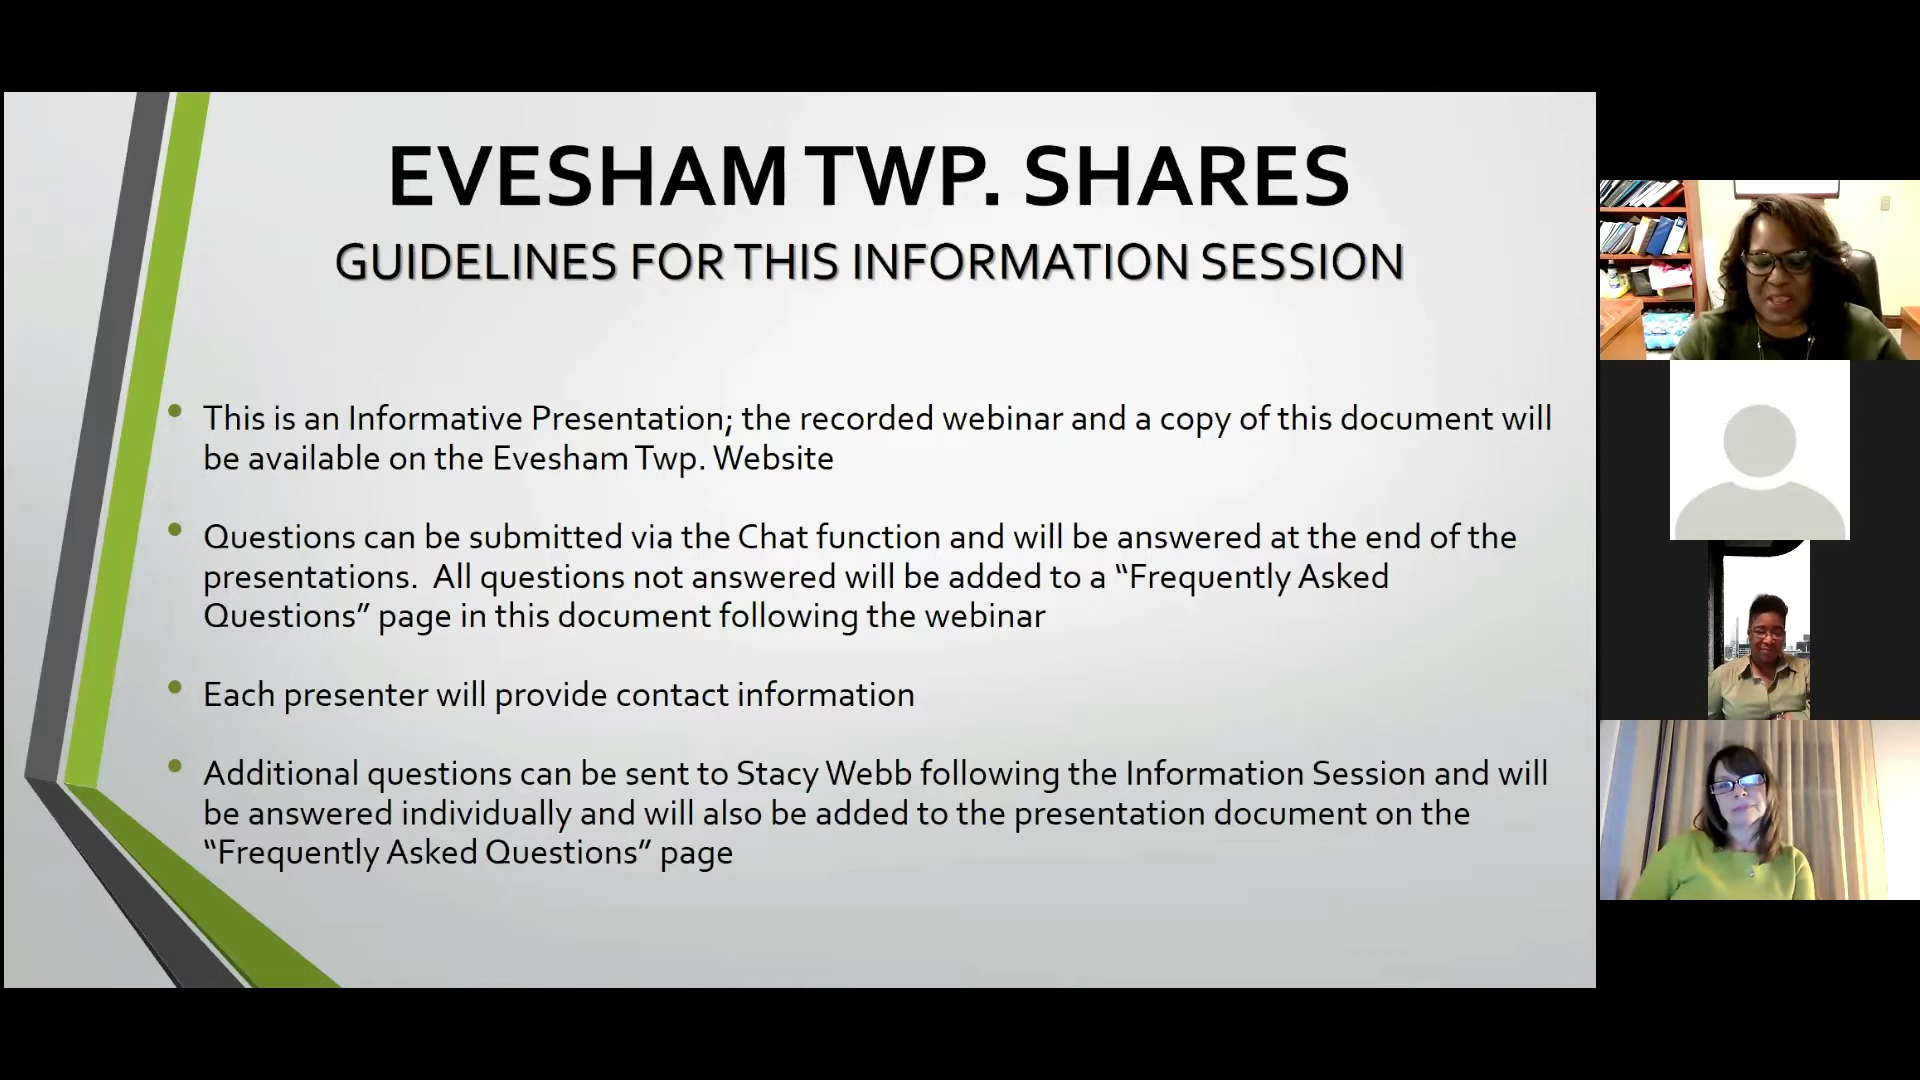 EVESHAM TWP. SHARES
GUIDELINES FOR THIS INFORMATION SESSION
• This is an Informative Presentation; the recorded webinar and a copy of this document will
be available on the Evesham Twp. Website
• Questions can be submitted via the Chat function and will be answered at the end of the
presentations.  All questions not answered will be added to a “Frequently Asked
Questions” page in this document following the webinar
• Each presenter will provide contact information
• Additional questions can be sent to Stacy Webb following the Information Session and will
be answered individually and will also be added to the presentation document on the
“Frequently Asked Questions” page